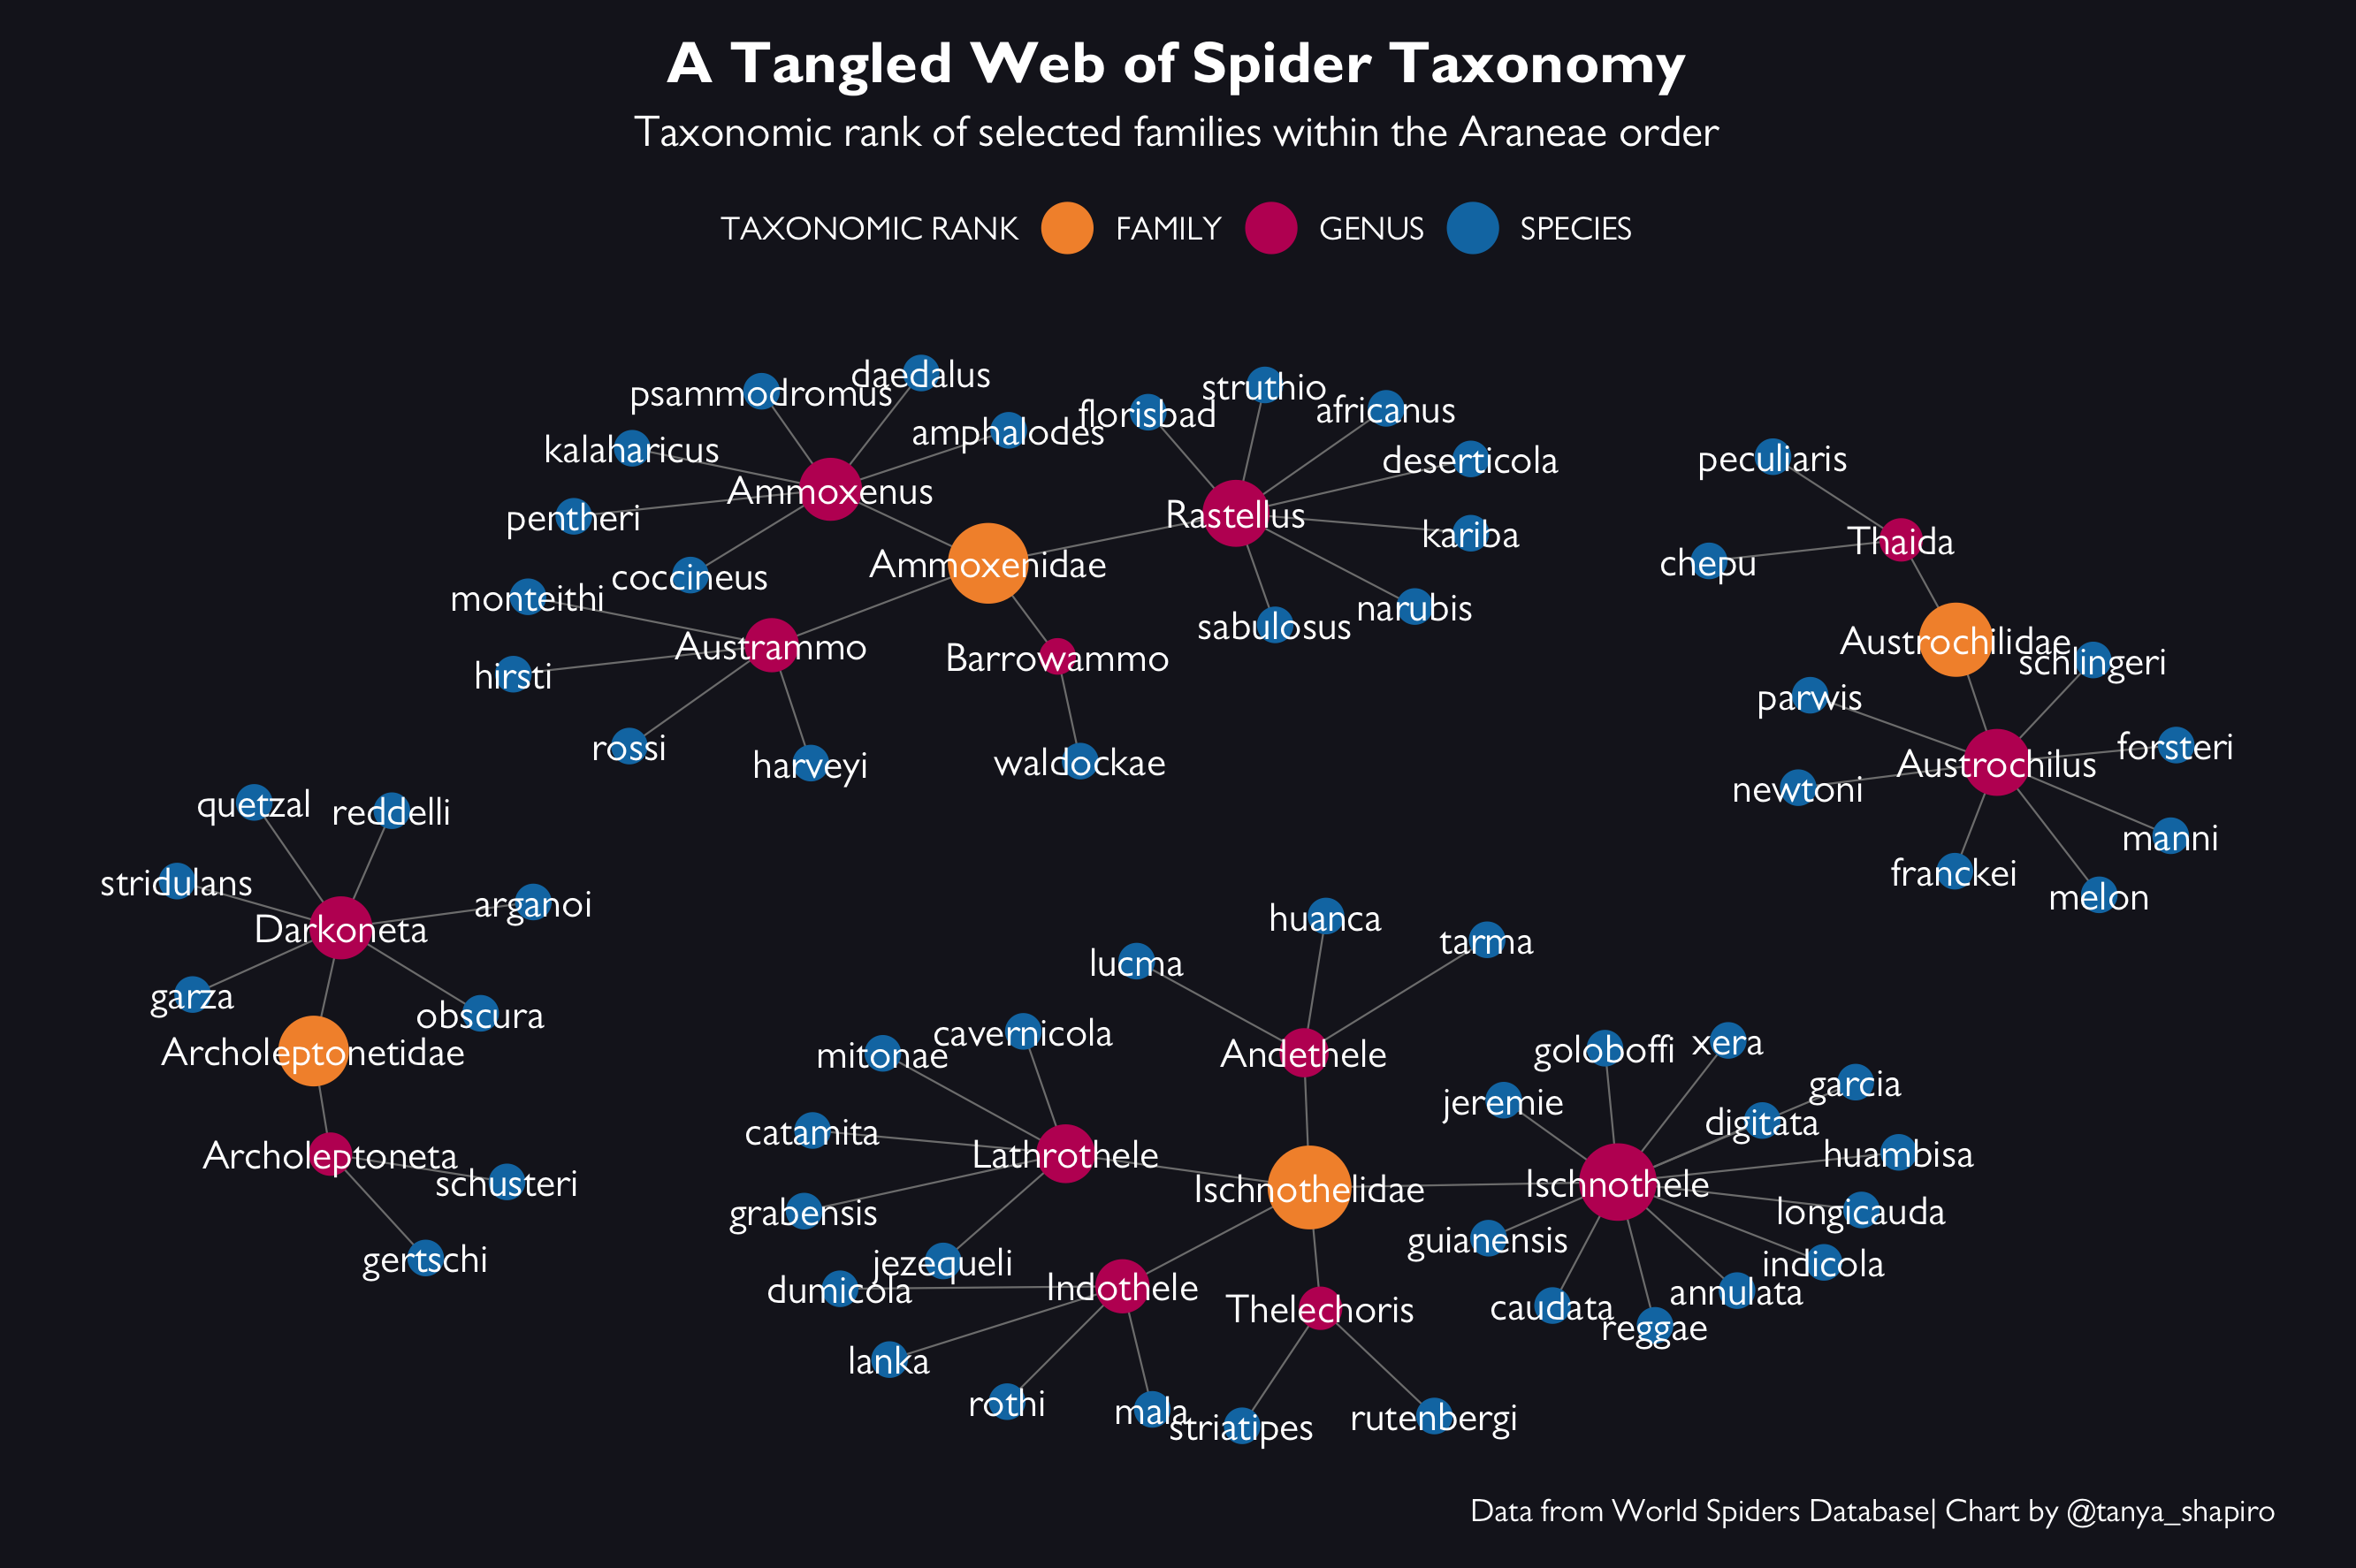 A Tangled Web of Spider Taxonomy
Taxonomic rank of selected families within the Araneae order
TAXONOMIC RANK FAMILY GENUS SPECIES
daedalus
psammodromus
struthio
florisbad
africanus
amphalodes
kalaharicus
deserticola
peculiaris
Ammoxenus
Rastellus
pentheri
kariba
Thaida
Ammoxenidae
chepu
coccineus
monteithi
narubis
sabulosus
Austrochilidae
Austrammo
Barrowammo
schlingeri
hirsti
parwis
rossi
forsteri
waldockae
harveyi
Austrochilus
newtoni
quetzal
reddelli
manni
franckei
stridulans
melon
arganoi
huanca
Darkoneta
tarma
lucma
garza
obscura
cavernicola
xera
goloboffi
Archoleptonetidae
mitonae
Andethele
garcia
jeremie
digitata
catamita
Archoleptoneta
Lathrothele
huambisa
schusteri
Ischnothele
Ischnothelidae
grabensis
longicauda
guianensis
gertschi
jezequeli
indicola
Indothele
dumicola
annulata
Thelechoris
caudata
reggae
lanka
rothi
mala
rutenbergi
striatipes
Data from World Spiders Database| Chart by @tanya_shapiro